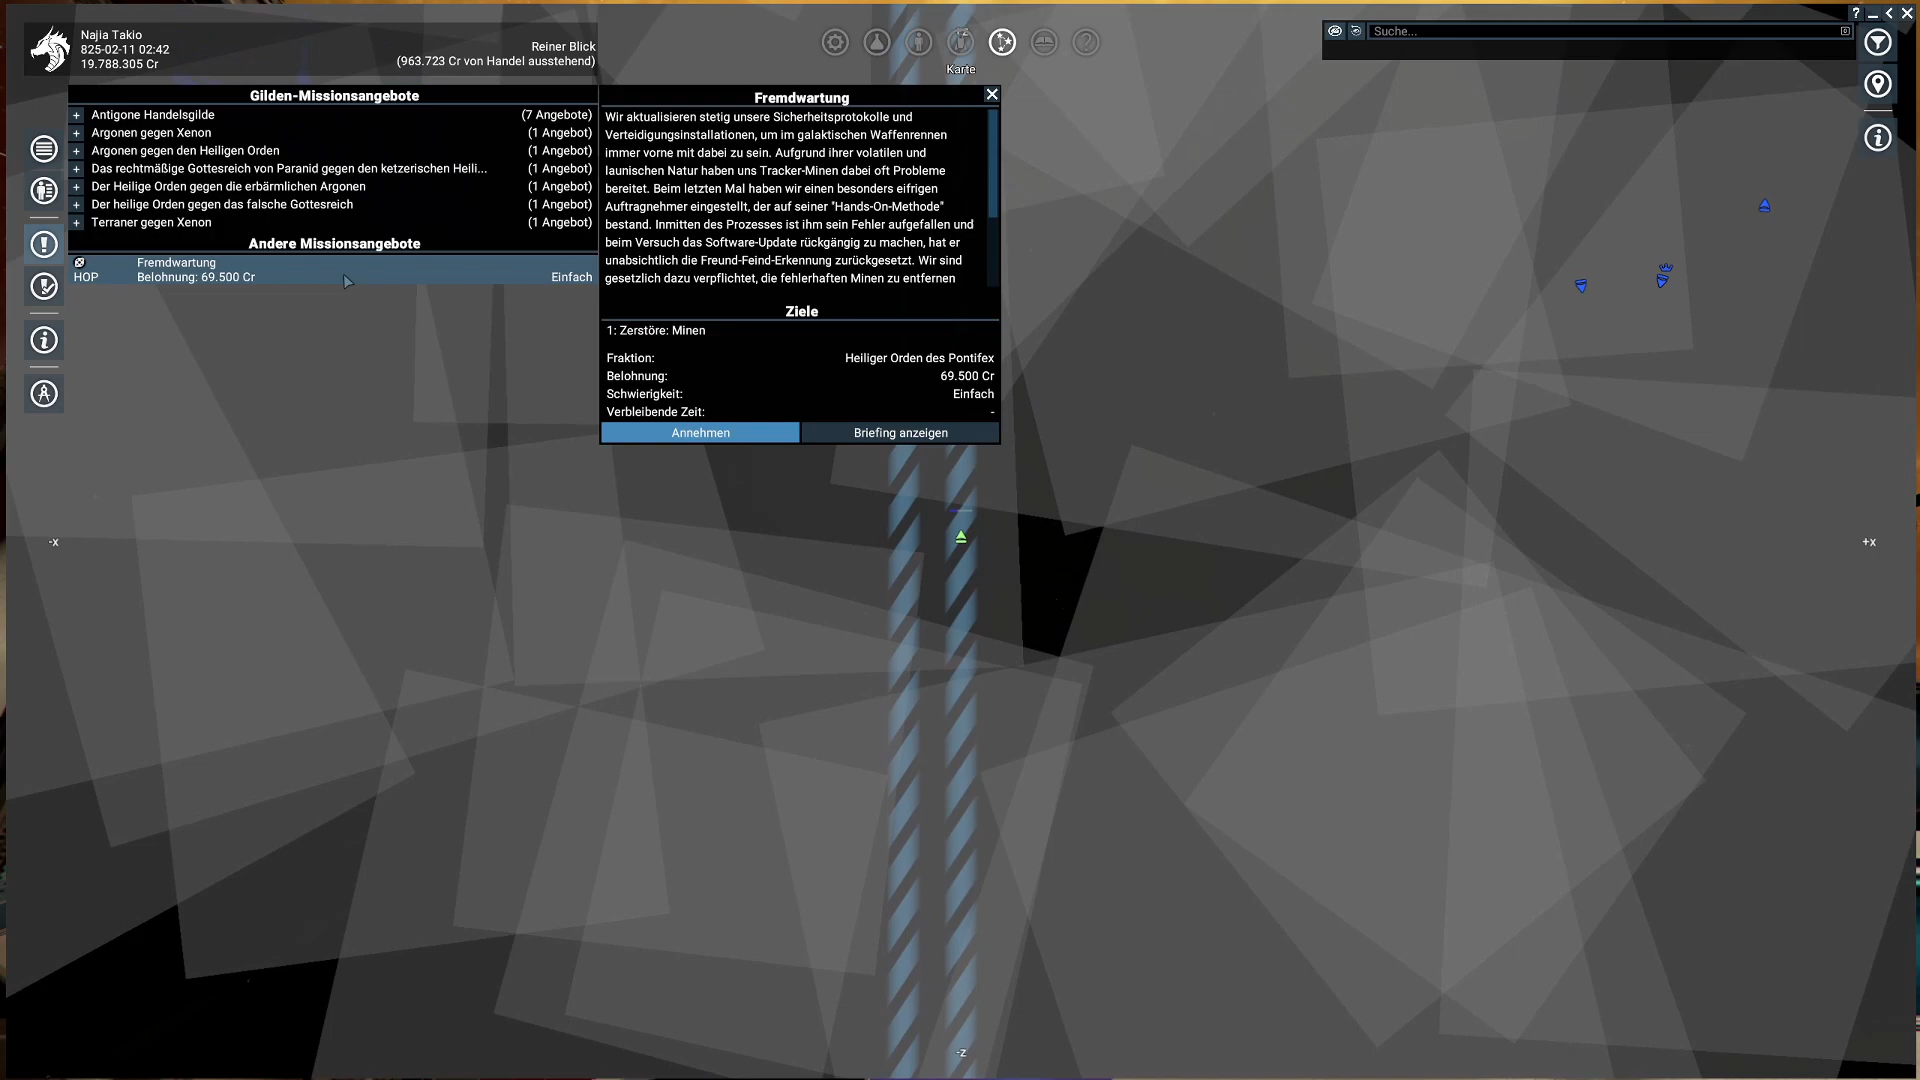 Najia Takio
825-02-11 02:42
19.788.305 Cr
Reiner Blick
(963.723 Cr von Handel ausstehend)
Karte
?
Suche...
Gilden-Missionsangebote
+ Antigone Handelsgilde (7 Angebote)
+ Argonen gegen Xenon (1 Angebot)
+ Argonen gegen den Heiligen Orden (1 Angebot)
+ Das rechtmäßige Gottesreich von Paranid gegen den ketzerischen Heili... (1 Angebot)
+ Der Heilige Orden gegen die erbärmlichen Argonen (1 Angebot)
+ Der heilige Orden gegen das falsche Gottesreich (1 Angebot)
+ Terraner gegen Xenon (1 Angebot)
Andere Missionsangebote
Fremdwartung
HOP Belohnung: 69.500 Cr Einfach
Fremdwartung
Wir aktualisieren stetig unsere Sicherheitsprotokolle und
Verteidigungsinstallationen, um im galaktischen Waffenrennen
immer vorne mit dabei zu sein. Aufgrund ihrer volatilen und
launischen Natur haben uns Tracker-Minen dabei oft Probleme
bereitet. Beim letzten Mal haben wir einen besonders eifrigen
Auftragnehmer eingestellt, der auf seiner "Hands-On-Methode"
bestand. Inmitten des Prozesses ist ihm sein Fehler aufgefallen und
beim Versuch das Software-Update rückgängig zu machen, hat er
unabsichtlich die Freund-Feind-Erkennung zurückgesetzt. Wir sind
gesetzlich dazu verpflichtet, die fehlerhaften Minen zu entfernen
Ziele
1: Zerstöre: Minen
Fraktion: Heiliger Orden des Pontifex
Belohnung: 69.500 Cr
Schwierigkeit: Einfach
Verbleibende Zeit: -
Annehmen Briefing anzeigen
-x
+x
-z